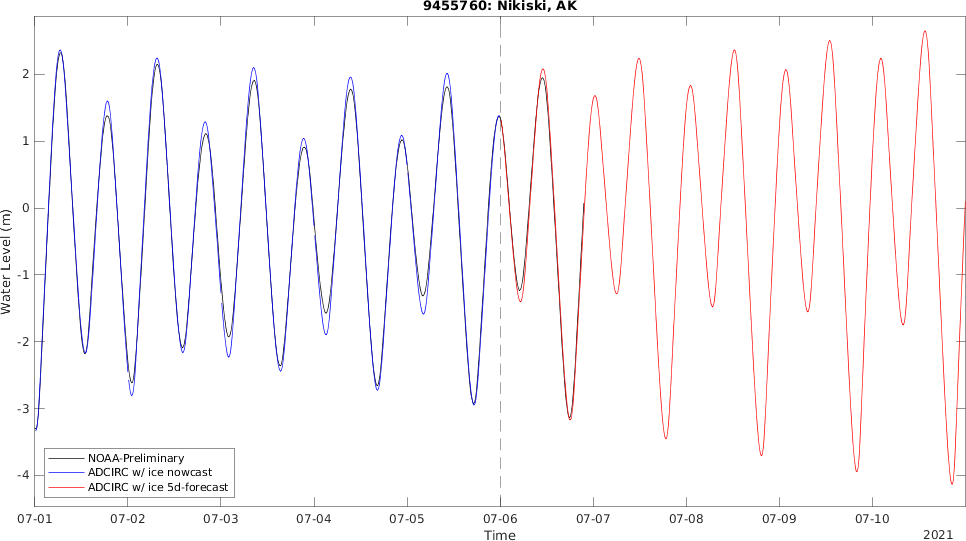 9455760: Nikiski, AK
Water Level (m)
2
1
0
-1
-2
-3
-4
NOAA-Preliminary
ADCIRC w/ ice nowcast
ADCIRC w/ ice 5d-forecast
07-01 07-02 07-03 07-04 07-05 07-06 07-07 07-08 07-09 07-10
Time
2021